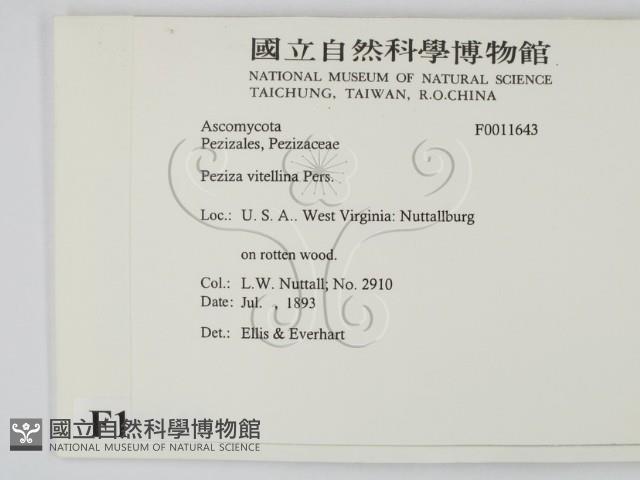 國立自然科學博物館
NATIONAL MUSEUM OF NATURAL SCIENCE
TAICHUNG, TAIWAN, R.O.CHINA
Ascomycota F0011643
Pezizales, Pezizaceae
Peziza vitellina Pers.
Loc.: U. S. A.. West Virginia: Nuttallburg
on rotten wood.
Col.: L.W. Nuttall; No. 2910
Date: Jul. , 1893
Det.: Ellis & Everhart
F1
國立自然科學博物館
NATIONAL MUSEUM OF NATURAL SCIENCE